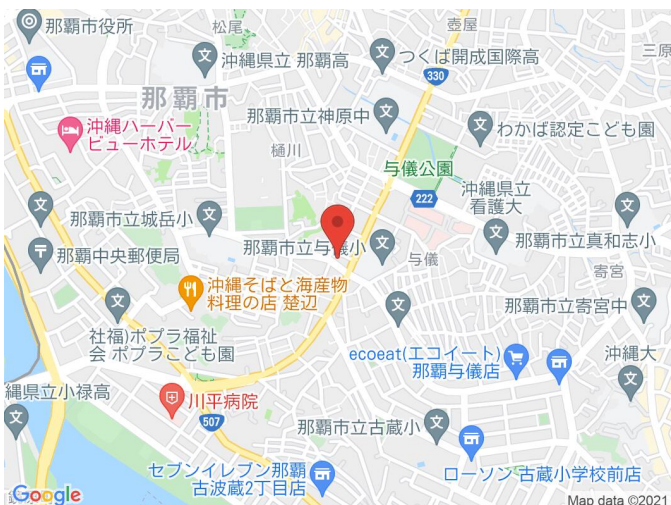 那覇市役所
松尾
壺屋
沖縄県立 那覇高
つくば開成国際高
三原
330
那覇市
那覇市立神原中
わかば認定こども園
沖縄ハーバー
ビューホテル
樋川
与儀公園
222
沖縄県立
看護大
那覇市立城岳小
那覇市立与儀小
那覇市立真和志小
那覇中央郵便局
与儀
寄宮
沖縄そばと海産物
料理の店 楚辺
那覇市立寄宮中
社福)ポプラ福祉
会 ポプラこども園
ecoeat(エコイート)
那覇与儀店
沖縄大
縄県立小禄高
川平病院
507
那覇市立古蔵小
セブンイレブン那覇
古波蔵2丁目店
ローソン 古蔵小学校前店
Google
Map data ©2021